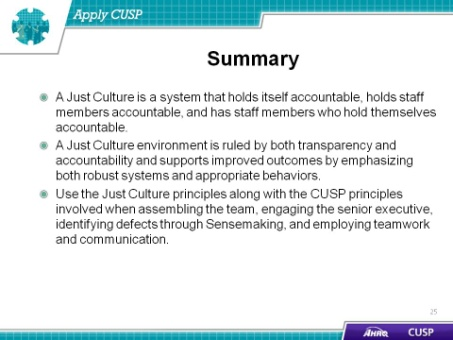 Apply CUSP
Summary
A Just Culture is a system that holds itself accountable, holds staff
members accountable, and has staff members who hold themselves
accountable.
A Just Culture environment is ruled by both transparency and
accountability and supports improved outcomes by emphasizing
both robust systems and appropriate behaviors.
Use the Just Culture principles along with the CUSP principles
involved when assembling the team, engaging the senior executive,
identifying defects through Sensemaking, and employing teamwork
and communication.
25
AHRQ CUSP